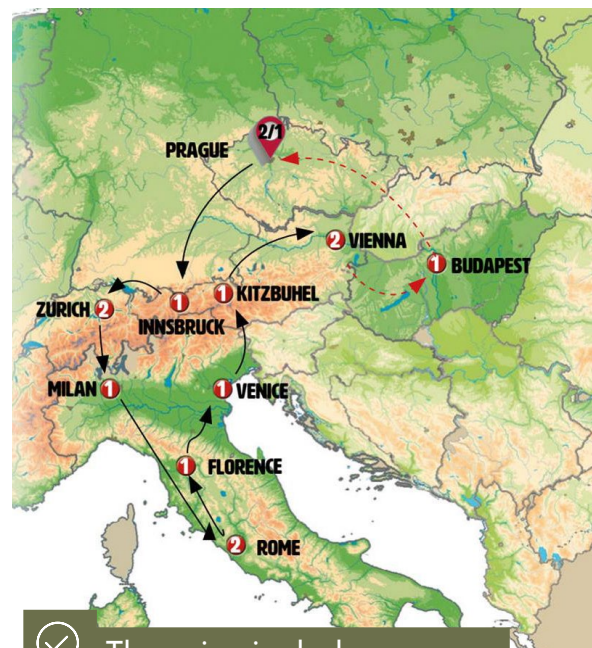 2/1
PRAGUE
2 VIENNA
1 BUDAPEST
1 KITZBUHEL
ZURICH 2
1
INNSBRUCK
MILAN 1
1 VENICE
1 FLORENCE
2 ROME